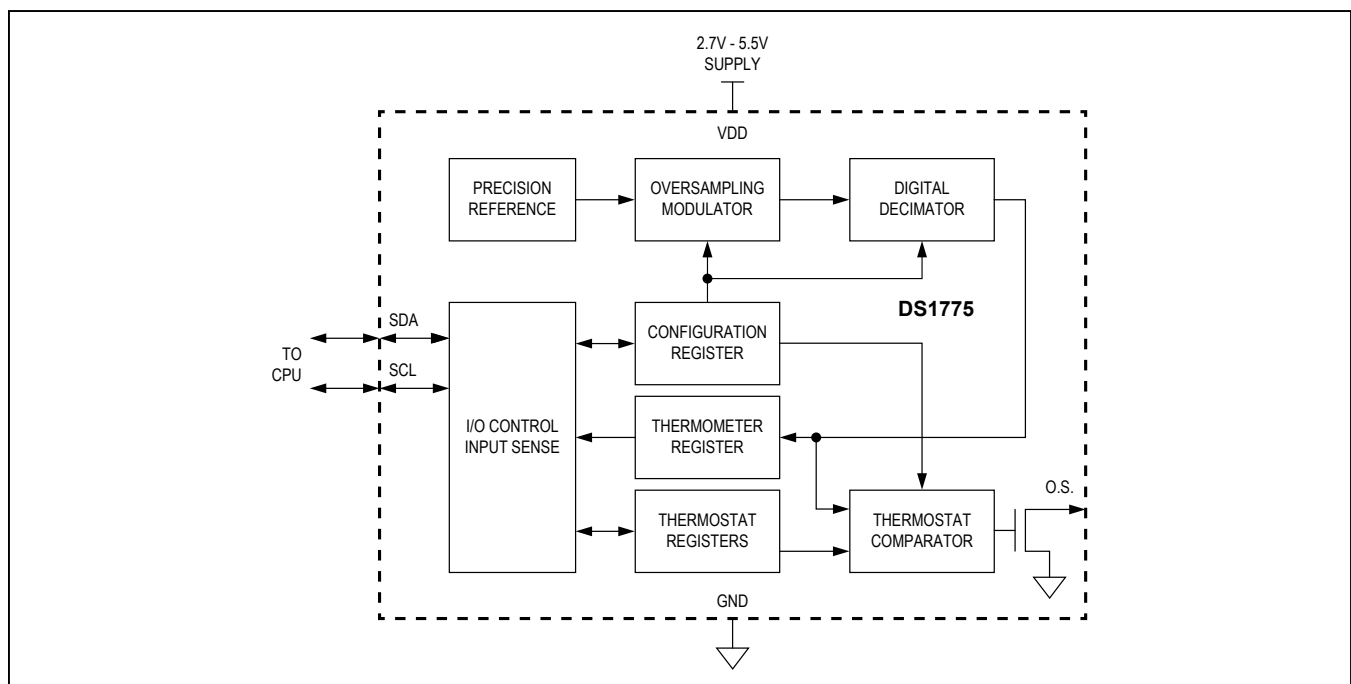 2.7V - 5.5V
SUPPLY
VDD
PRECISION
REFERENCE
OVERSAMPLING
MODULATOR
DIGITAL
DECIMATOR
DS1775
SDA
TO
CPU
SCL
I/O CONTROL
INPUT SENSE
CONFIGURATION
REGISTER
THERMOMETER
REGISTER
THERMOSTAT
REGISTERS
THERMOSTAT
COMPARATOR
O.S.
GND